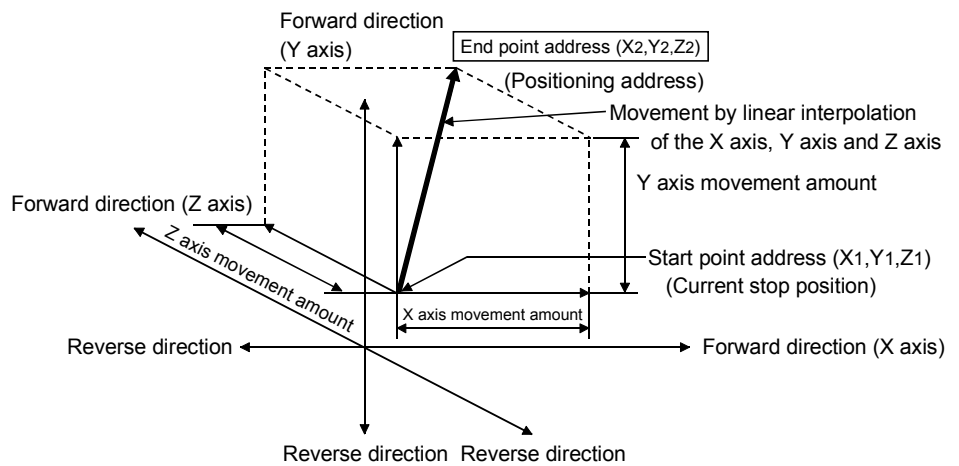 Forward direction
(Y axis)
End point address (X2,Y2,Z2)
(Positioning address)
Movement by linear interpolation
of the X axis, Y axis and Z axis
Y axis movement amount
Forward direction (Z axis)
Z axis movement amount
Start point address (X1,Y1,Z1)
(Current stop position)
X axis movement amount
Reverse direction
Forward direction (X axis)
Reverse direction
Reverse direction